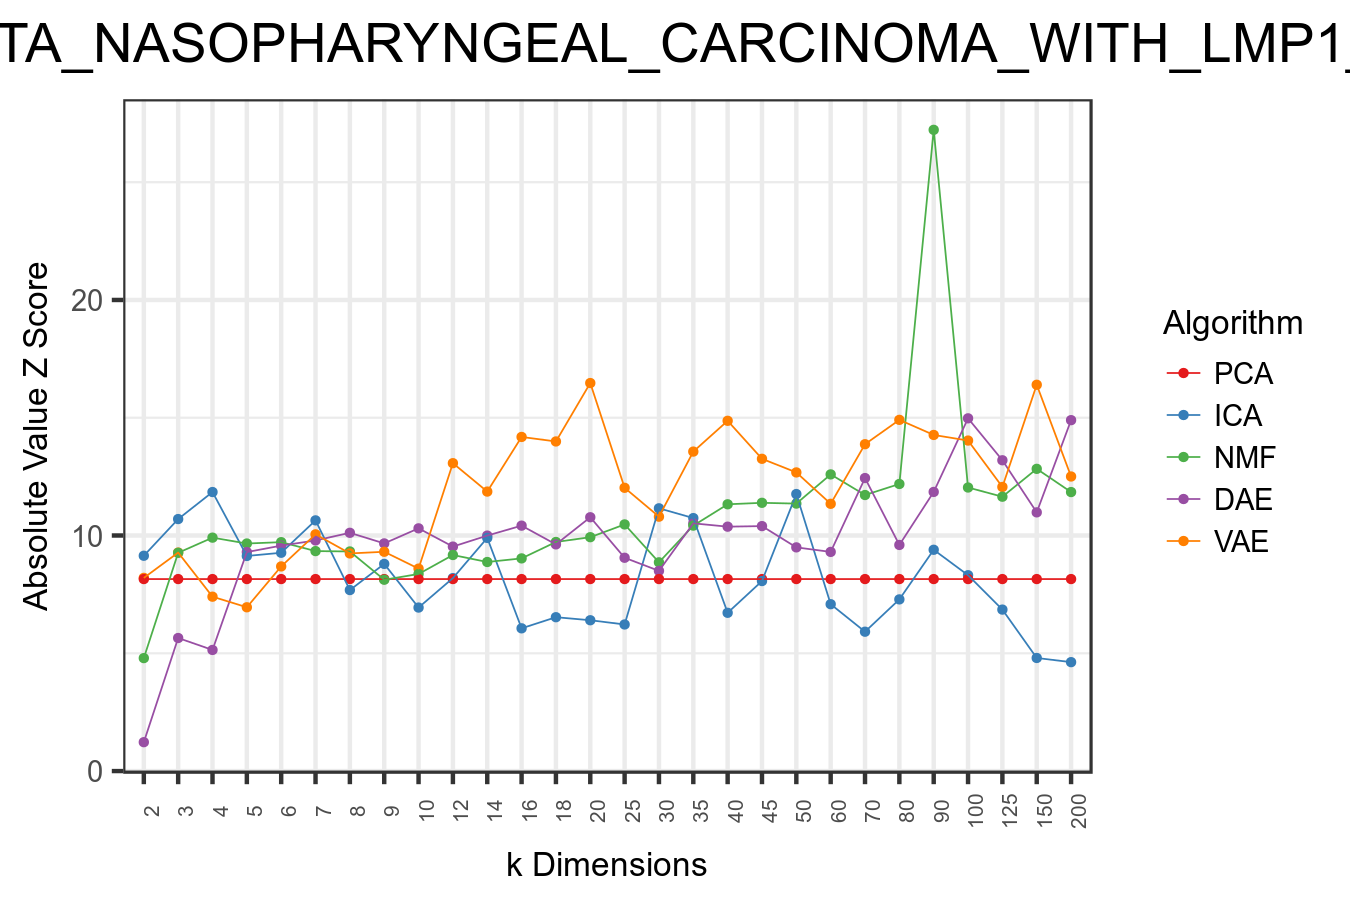 TA_NASOPHARYNGEAL_CARCINOMA_WITH_LMP1_
Absolute Value Z Score
20
10
0
2 3 4 5 6 7 8 9 10 12 14 16 18 20 25 30 35 40 45 50 60 70 80 90 100 125 150 200
k Dimensions
Algorithm
PCA
ICA
NMF
DAE
VAE